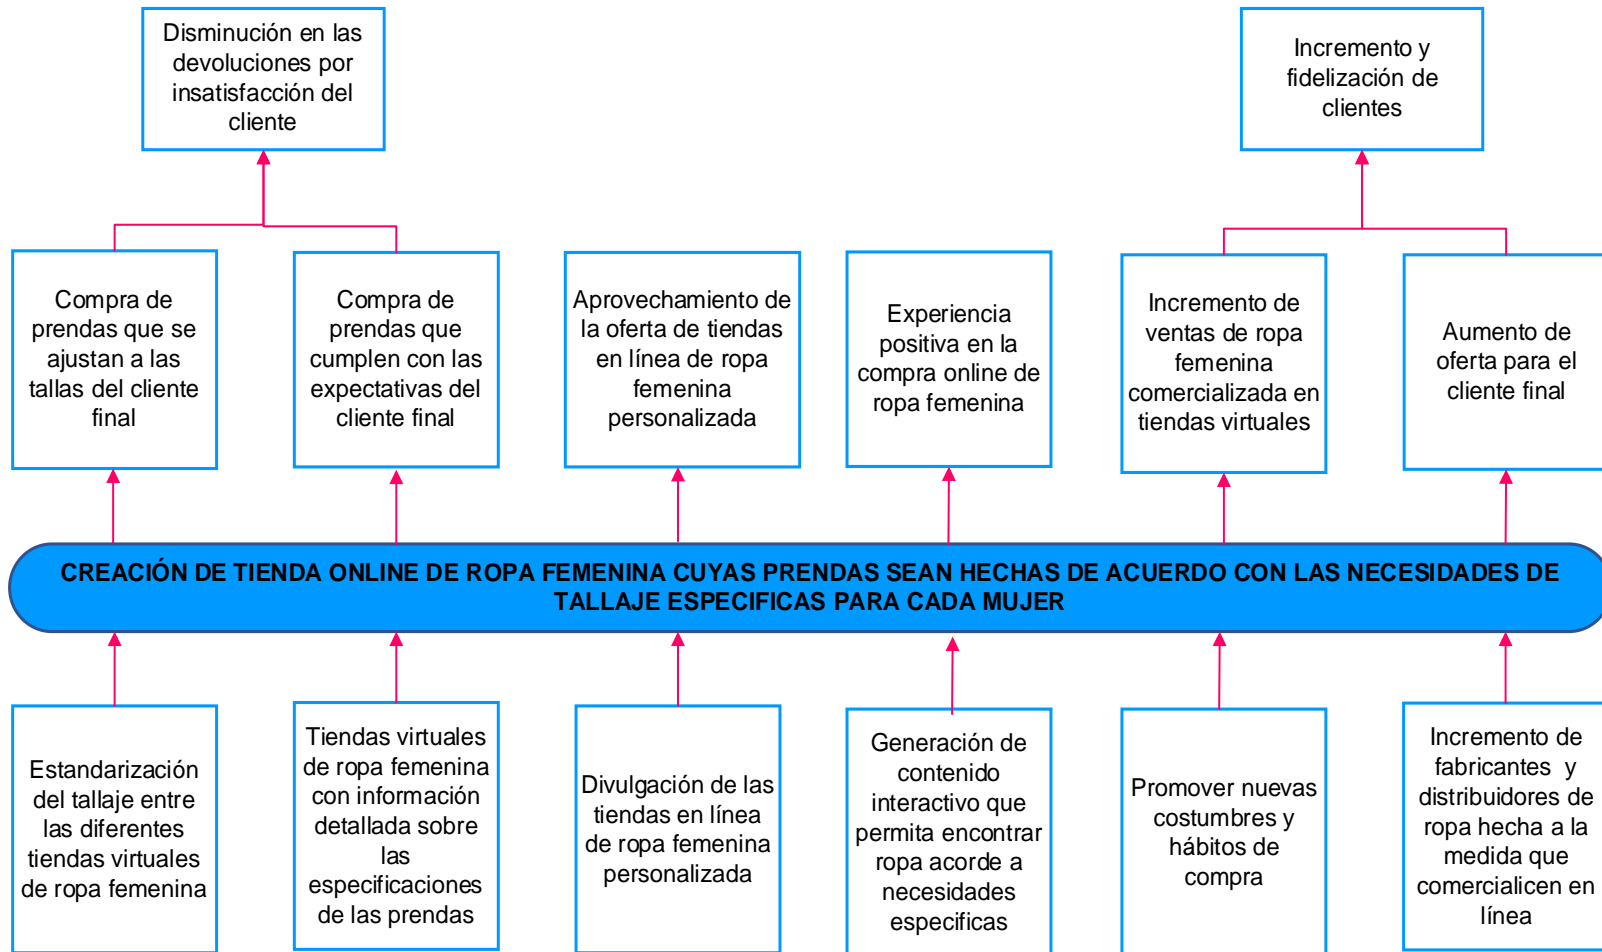 Disminución en las
devoluciones por
insatisfacción del
cliente
Incremento y
fidelización de
clientes
Compra de
prendas que se
ajustan a las
tallas del cliente
final
Compra de
prendas que
cumplen con las
expectativas del
cliente final
Aprovechamiento de
la oferta de tiendas
en línea de ropa
femenina
personalizada
Experiencia
positiva en la
compra online de
ropa femenina
Incremento de
ventas de ropa
femenina
comercializada en
tiendas virtuales
Aumento de
oferta para el
cliente final
CREACIÓN DE TIENDA ONLINE DE ROPA FEMENINA CUYAS PRENDAS SEAN HECHAS DE ACUERDO CON LAS NECESIDADES DE
TALLAJE ESPECIFICAS PARA CADA MUJER
Estandarización
del tallaje entre
las diferentes
tiendas virtuales
de ropa femenina
Tiendas virtuales
de ropa femenina
con información
detallada sobre
las
especificaciones
de las prendas
Divulgación de las
tiendas en línea
de ropa femenina
personalizada
Generación de
contenido
interactivo que
permita encontrar
ropa acorde a
necesidades
especificas
Promover nuevas
costumbres y
hábitos de
compra
Incremento de
fabricantes y
distribuidores de
ropa hecha a la
medida que
comercialicen en
línea